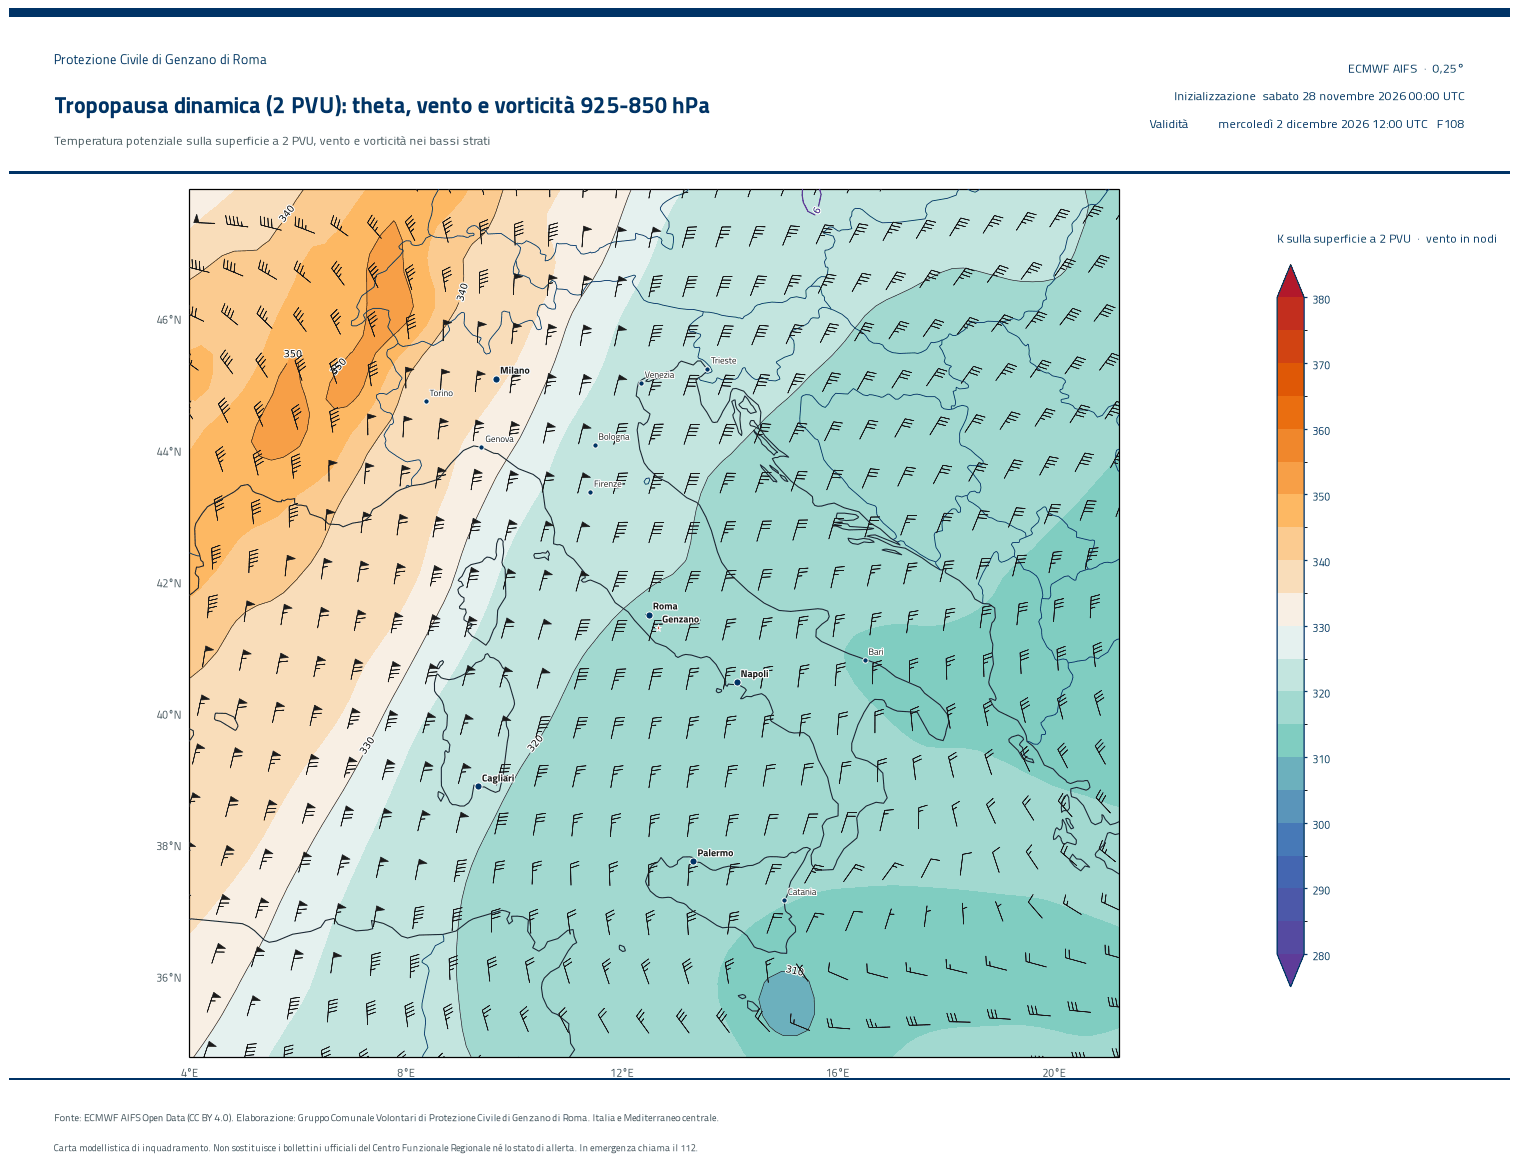 Protezione Civile di Genzano di Roma
Tropopausa dinamica (2 PVU): theta, vento e vorticità 925-850 hPa
Temperatura potenziale sulla superficie a 2 PVU, vento e vorticità nei bassi strati
ECMWF AIFS · 0,25°
Inizializzazione sabato 28 novembre 2026 00:00 UTC
Validità mercoledì 2 dicembre 2026 12:00 UTC F108
K sulla superficie a 2 PVU · vento in nodi
380
370
360
350
340
330
320
310
300
290
280
46°N
44°N
42°N
40°N
38°N
36°N
4°E
8°E
12°E
16°E
20°E
340
340
350
350
330
320
310
Milano
Torino
Venezia
Trieste
Genova
Bologna
Firenze
Roma
Genzano
Napoli
Bari
Cagliari
Palermo
Catania
Fonte: ECMWF AIFS Open Data (CC BY 4.0). Elaborazione: Gruppo Comunale Volontari di Protezione Civile di Genzano di Roma. Italia e Mediterraneo centrale.
Carta modellistica di inquadramento. Non sostituisce i bollettini ufficiali del Centro Funzionale Regionale né lo stato di allerta. In emergenza chiama il 112.